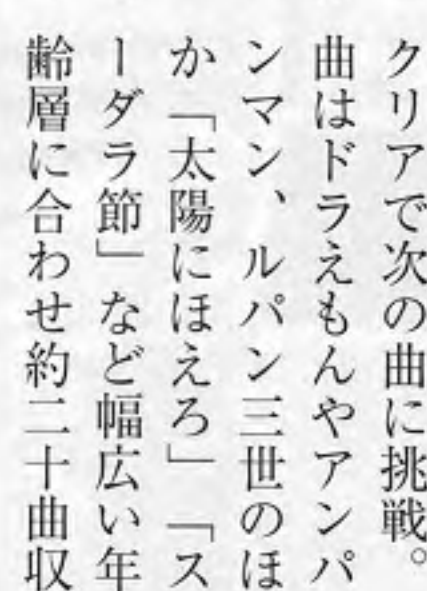 クリアで次の曲に挑戦。
曲はドラえもんやアンパ
ンマン、ルパン三世のほ
か「太陽にほえろ」「ス
ーダラ節」など幅広い年
齢層に合わせ約二十曲収